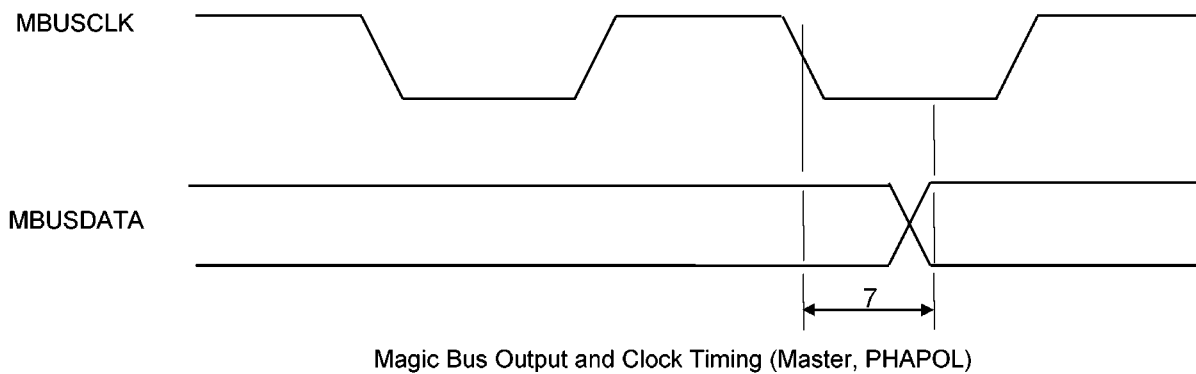 MBUSCLK
MBUSDATA
7
Magic Bus Output and Clock Timing (Master, PHAPOL)